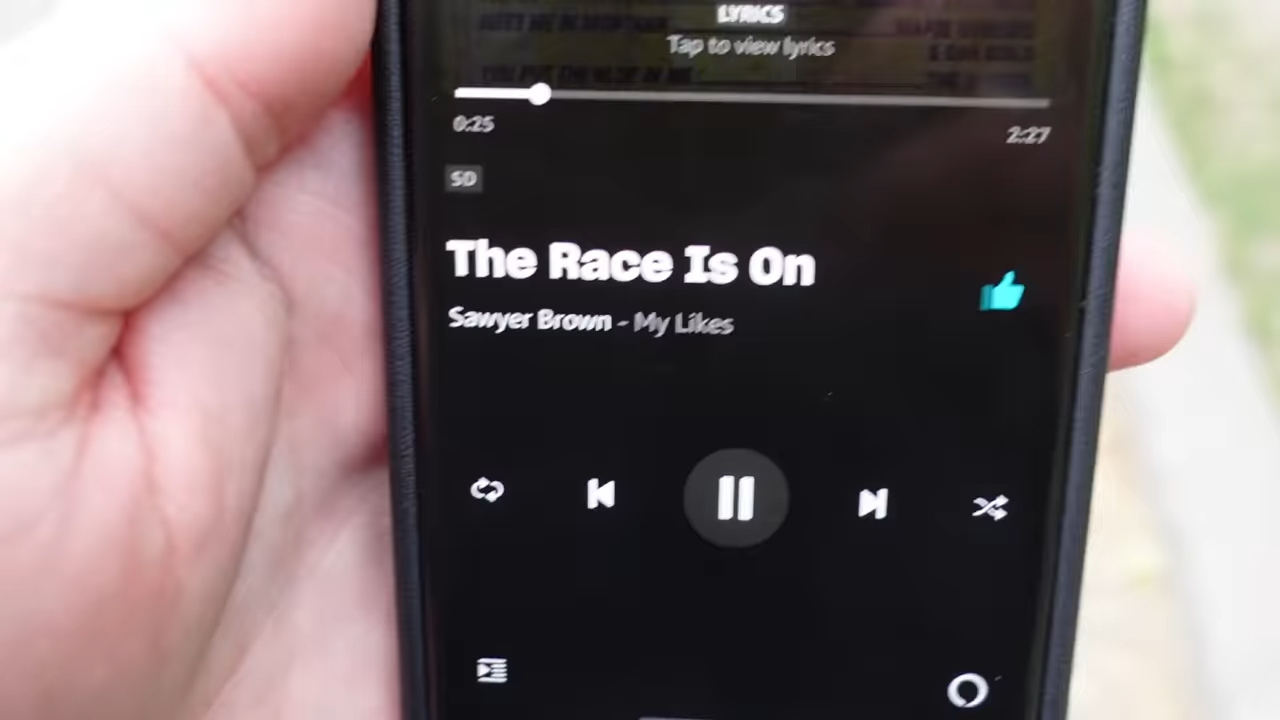 LYRICS
Tap to view lyrics
0:25
2:27
SD
The Race Is On
Sawyer Brown - My Likes